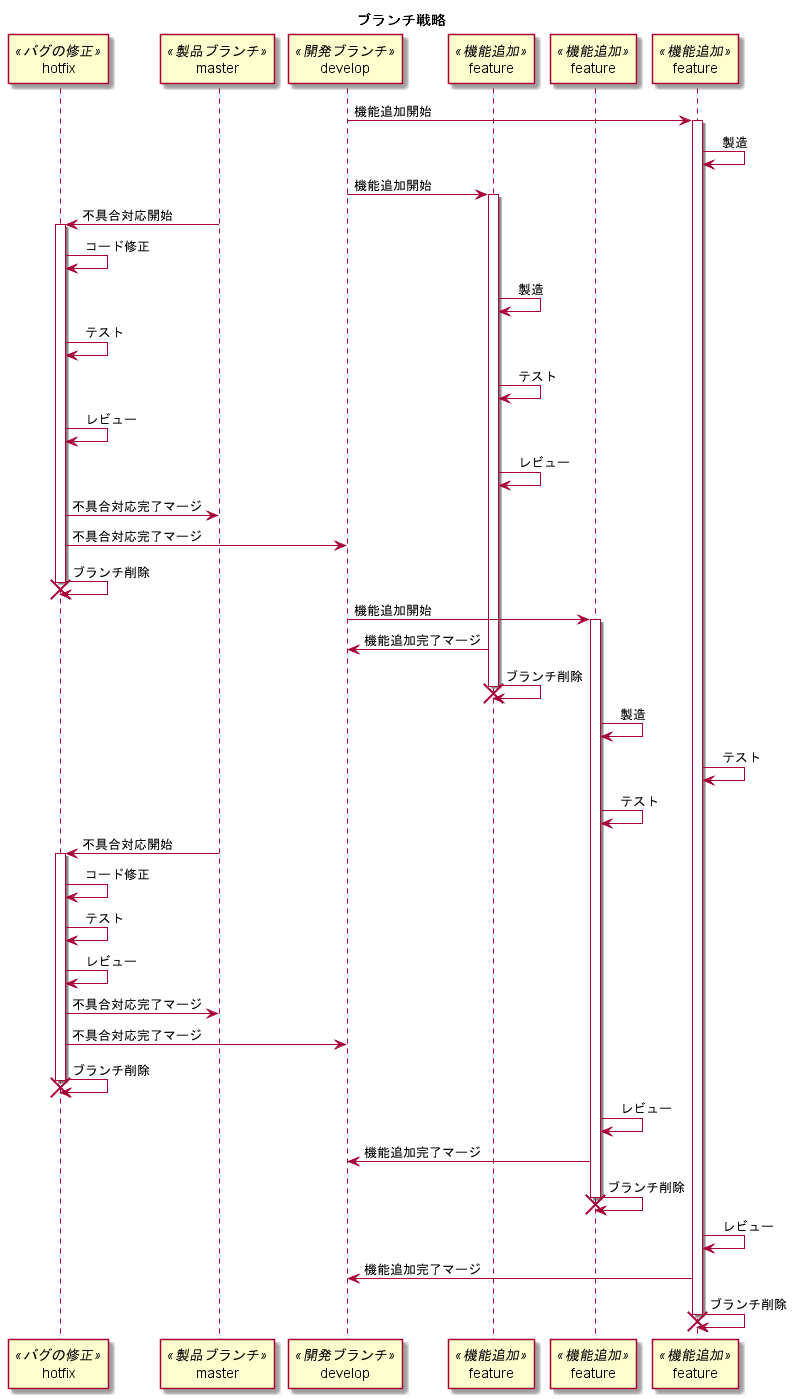 ブランチ戦略
«バグの修正»
hotfix
«製品ブランチ»
master
«開発ブランチ»
develop
«機能追加»
feature
«機能追加»
feature
«機能追加»
feature
機能追加開始
製造
機能追加開始
不具合対応開始
コード修正
製造
テスト
テスト
レビュー
レビュー
不具合対応完了マージ
不具合対応完了マージ
ブランチ削除
機能追加開始
機能追加完了マージ
ブランチ削除
製造
テスト
テスト
不具合対応開始
コード修正
テスト
レビュー
不具合対応完了マージ
不具合対応完了マージ
ブランチ削除
レビュー
機能追加完了マージ
ブランチ削除
レビュー
機能追加完了マージ
ブランチ削除
«バグの修正»
hotfix
«製品ブランチ»
master
«開発ブランチ»
develop
«機能追加»
feature
«機能追加»
feature
«機能追加»
feature